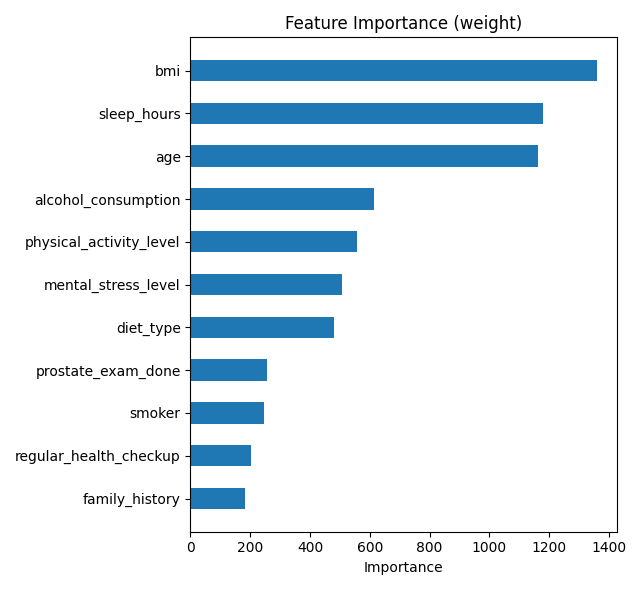 Feature Importance (weight)
bmi
sleep_hours
age
alcohol_consumption
physical_activity_level
mental_stress_level
diet_type
prostate_exam_done
smoker
regular_health_checkup
family_history
0 200 400 600 800 1000 1200 1400
Importance